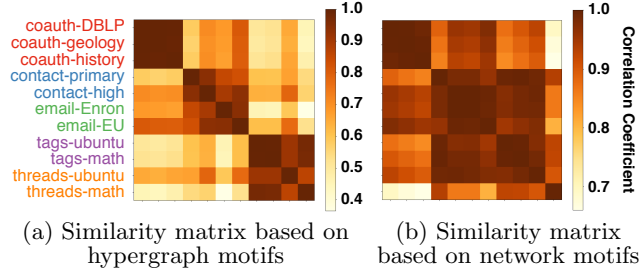 coauth-DBLP
coauth-geology
coauth-history
contact-primary
contact-high
email-Enron
email-EU
tags-ubuntu
tags-math
threads-ubuntu
threads-math
1.0
0.9
0.8
0.7
0.6
0.5
0.4
1.0
0.9
0.8
0.7
Correlation Coefficient
(a) Similarity matrix based on
hypergraph motifs
(b) Similarity matrix
based on network motifs